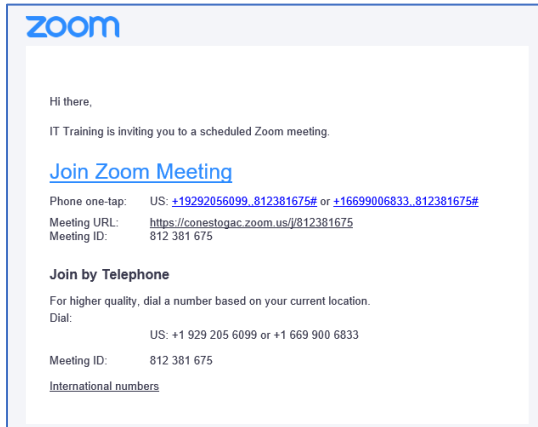 zoom
Hi there,
IT Training is inviting you to a scheduled Zoom meeting.
Join Zoom Meeting
Phone one-tap: US: +19292056099,,812381675# or +16699006833,,812381675#
Meeting URL: https://conestogac.zoom.us/j/812381675
Meeting ID: 812 381 675
Join by Telephone
For higher quality, dial a number based on your current location.
Dial:
US: +1 929 205 6099 or +1 669 900 6833
Meeting ID: 812 381 675
International numbers